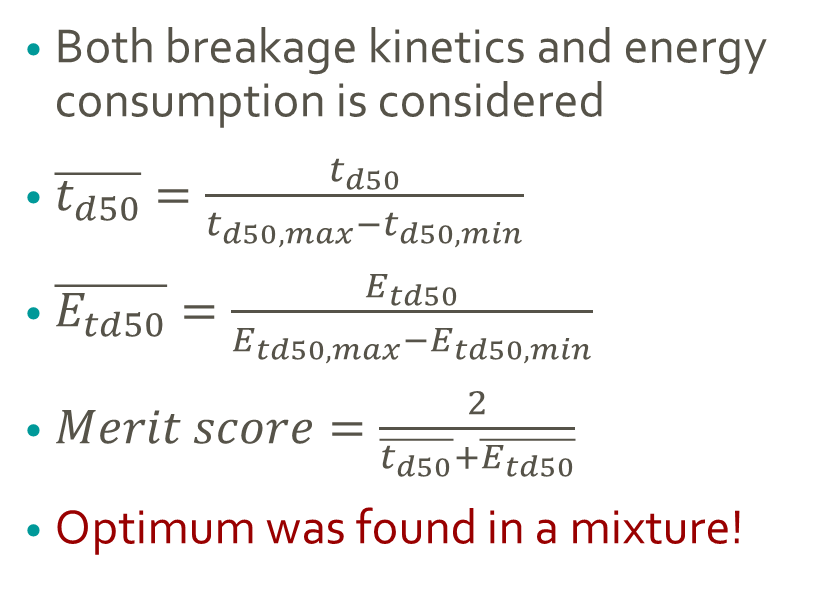 • Both breakage kinetics and energy
consumption is considered
• $\overline{t_{d50}} = \frac{t_{d50}}{t_{d50,max}-t_{d50,min}}$
• $\overline{E_{td50}} = \frac{E_{td50}}{E_{td50,max}-E_{td50,min}}$
• $Merit\ score = \frac{2}{\overline{t_{d50}}+\overline{E_{td50}}}$
• Optimum was found in a mixture!